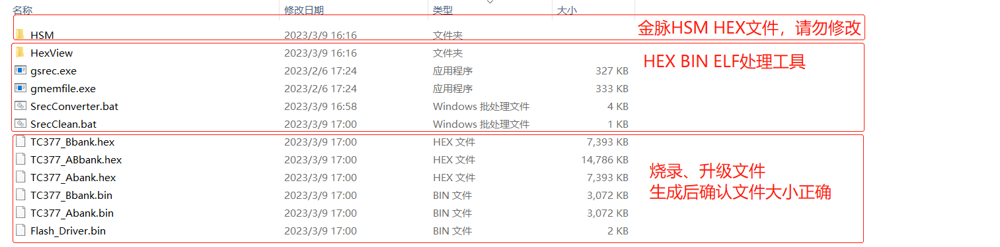 名称 修改日期 类型 大小
HSM 2023/3/9 16:16 文件夹
金脉HSM HEX文件，请勿修改
HexView 2023/3/9 16:16 文件夹
HEX BIN ELF处理工具
gsrec.exe 2023/2/6 17:24 应用程序 327 KB
gmemfile.exe 2023/2/6 17:24 应用程序 333 KB
SrecConverter.bat 2023/3/9 16:58 Windows 批处理文件 4 KB
SrecClean.bat 2023/3/9 17:00 Windows 批处理文件 1 KB
TC377_Bbank.hex 2023/3/9 17:00 HEX 文件 7,393 KB
TC377_ABbank.hex 2023/3/9 17:00 HEX 文件 14,786 KB
TC377_Abank.hex 2023/3/9 17:00 HEX 文件 7,393 KB
TC377_Bbank.bin 2023/3/9 17:00 BIN 文件 3,072 KB
TC377_Abank.bin 2023/3/9 17:00 BIN 文件 3,072 KB
Flash_Driver.bin 2023/3/9 17:00 BIN 文件 2 KB
烧录、升级文件
生成后确认文件大小正确